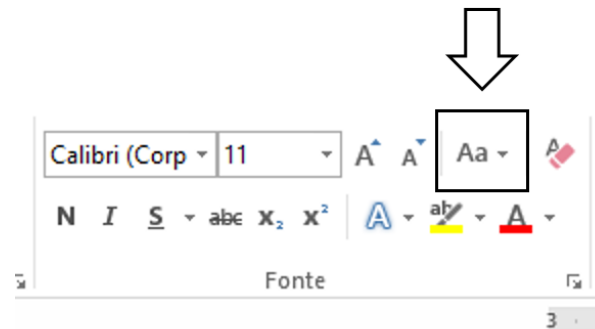 Calibri (Corp 11 A A Aa A
N I S abc X₂ X² A ab A
Fonte
3